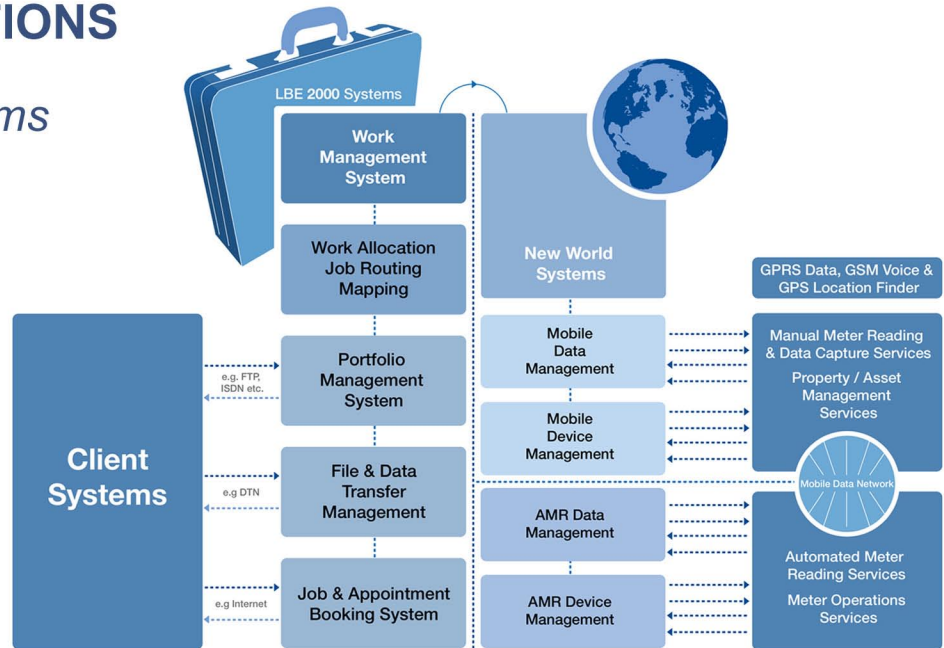 TIONS
ms
LBE 2000 Systems
Work
Management
System
Work Allocation
Job Routing
Mapping
Portfolio
Management
System
File & Data
Transfer
Management
Job & Appointment
Booking System
Client
Systems
e.g. FTP,
ISDN etc.
e.g DTN
e.g Internet
New World
Systems
Mobile
Data
Management
Mobile
Device
Management
AMR Data
Management
AMR Device
Management
GPRS Data, GSM Voice &
GPS Location Finder
Manual Meter Reading
& Data Capture Services
Property / Asset
Management
Services
Mobile Data Network
Automated Meter
Reading Services
Meter Operations
Services